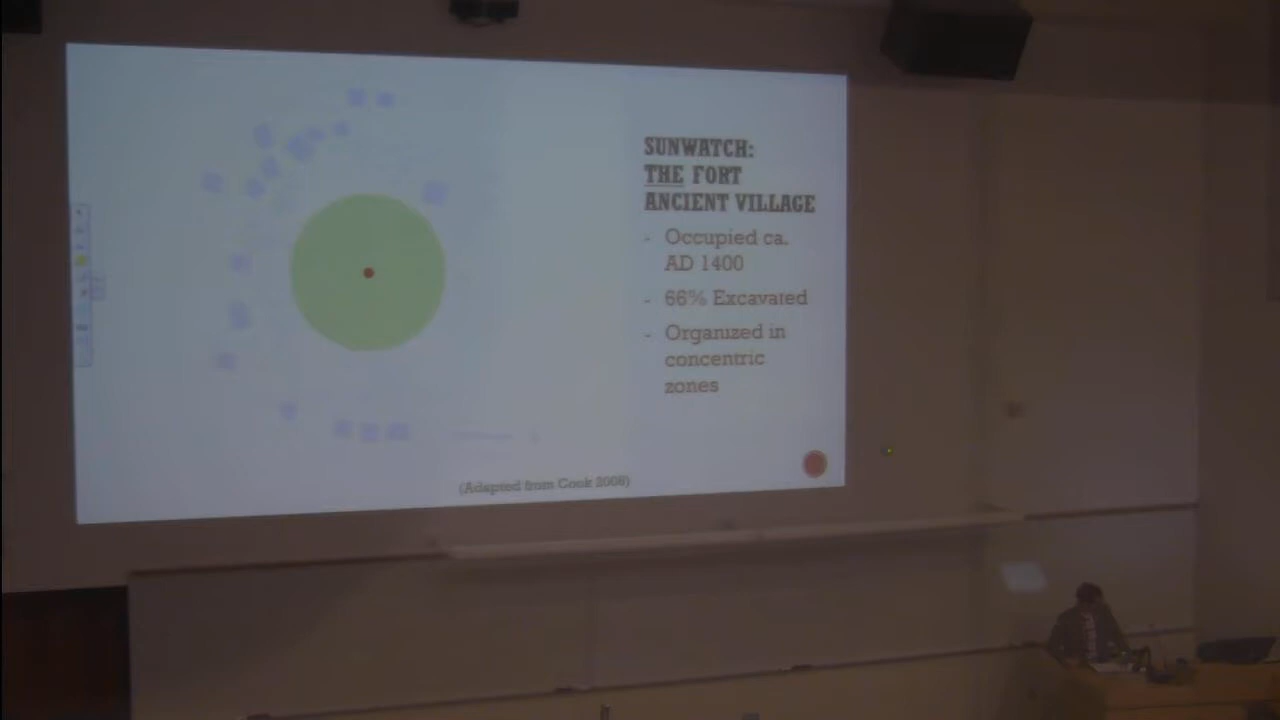 SUNWATCH:
THE FORT
ANCIENT VILLAGE
- Occupied ca.
AD 1400
- 66% Excavated
- Organized in
concentric
zones
(Adapted from Cook 2008)